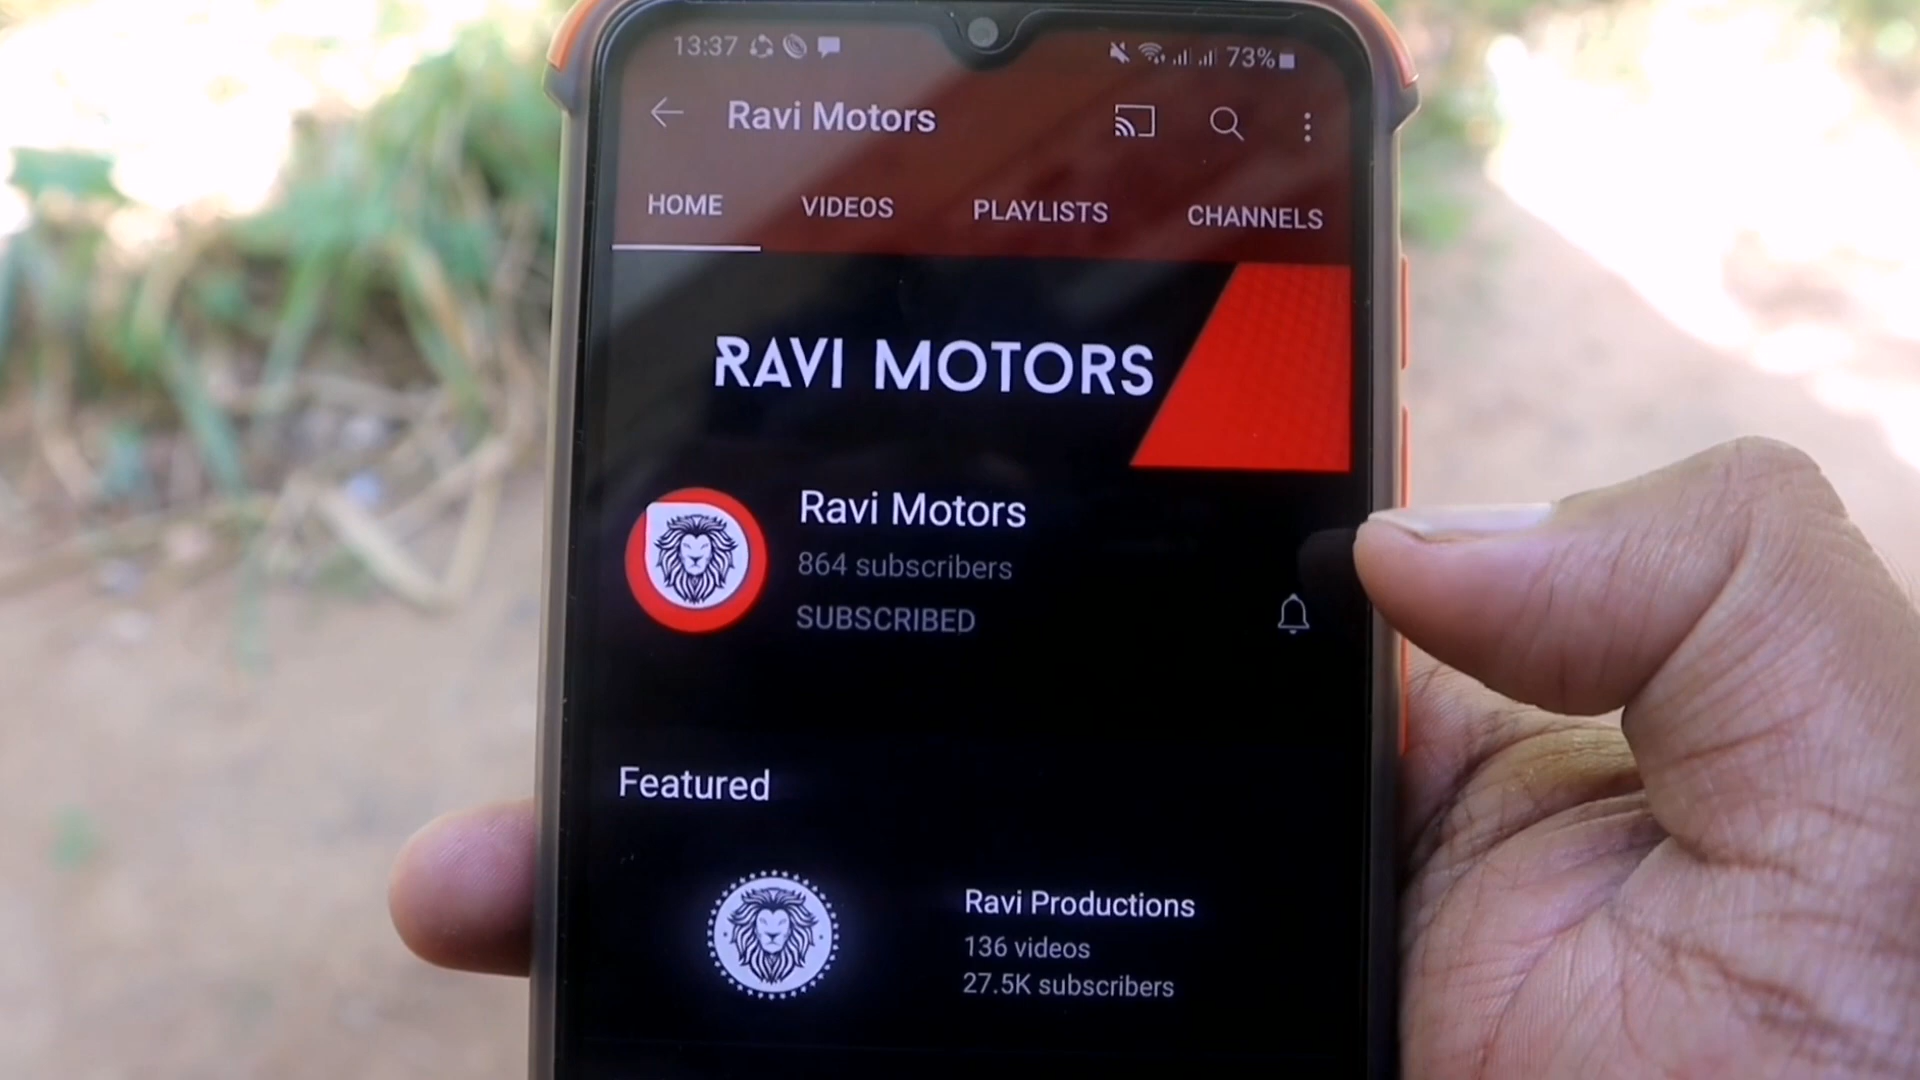 13:37 73%
Ravi Motors
HOME VIDEOS PLAYLISTS CHANNELS
RAVI MOTORS
Ravi Motors
864 subscribers
SUBSCRIBED
Featured
Ravi Productions
136 videos
27.5K subscribers